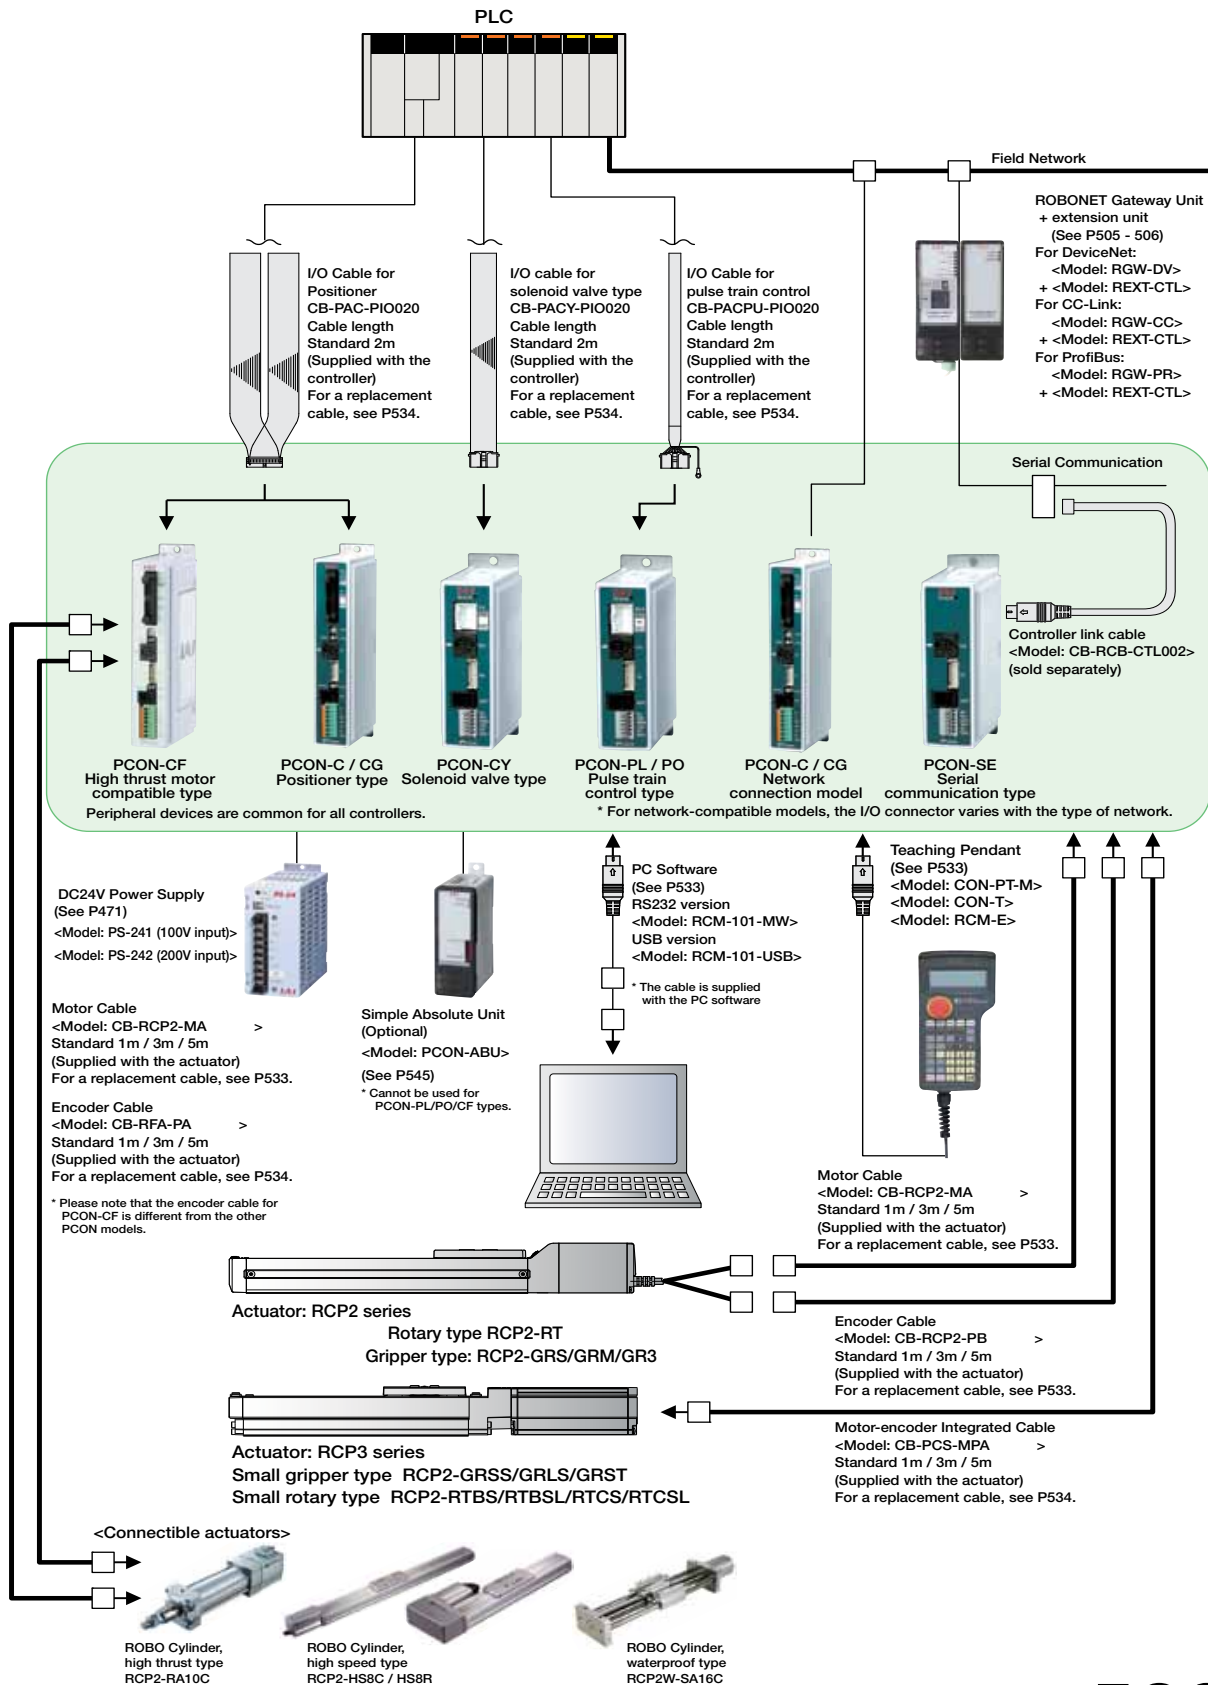 PLC
Field Network
ROBONET Gateway Unit
+ extension unit
(See P505 - 506)
For DeviceNet:
<Model: RGW-DV>
+ <Model: REXT-CTL>
For CC-Link:
<Model: RGW-CC>
+ <Model: REXT-CTL>
For ProfiBus:
<Model: RGW-PR>
+ <Model: REXT-CTL>
I/O Cable for
Positioner
CB-PAC-PIO020
Cable length
Standard 2m
(Supplied with the
controller)
For a replacement
cable, see P534.
I/O cable for
solenoid valve type
CB-PACY-PIO020
Cable length
Standard 2m
(Supplied with the
controller)
For a replacement
cable, see P534.
I/O Cable for
pulse train control
CB-PACPU-PIO020
Cable length
Standard 2m
(Supplied with the
controller)
For a replacement
cable, see P534.
Serial Communication
Controller link cable
<Model: CB-RCB-CTL002>
(sold separately)
PCON-CF
High thrust motor
compatible type
PCON-C / CG
Positioner type
PCON-CY
Solenoid valve type
PCON-PL / PO
Pulse train
control type
PCON-C / CG
Network
connection model
PCON-SE
Serial
communication type
Peripheral devices are common for all controllers.
* For network-compatible models, the I/O connector varies with the type of network.
DC24V Power Supply
(See P471)
<Model: PS-241 (100V input)>
<Model: PS-242 (200V input)>
Motor Cable
<Model: CB-RCP2-MA >
Standard 1m / 3m / 5m
(Supplied with the actuator)
For a replacement cable, see P533.
Encoder Cable
<Model: CB-RFA-PA >
Standard 1m / 3m / 5m
(Supplied with the actuator)
For a replacement cable, see P534.
* Please note that the encoder cable for
PCON-CF is different from the other
PCON models.
Simple Absolute Unit
(Optional)
<Model: PCON-ABU>
(See P545)
* Cannot be used for
PCON-PL/PO/CF types.
PC Software
(See P533)
RS232 version
<Model: RCM-101-MW>
USB version
<Model: RCM-101-USB>
* The cable is supplied
with the PC software
Teaching Pendant
(See P533)
<Model: CON-PT-M>
<Model: CON-T>
<Model: RCM-E>
Motor Cable
<Model: CB-RCP2-MA >
Standard 1m / 3m / 5m
(Supplied with the actuator)
For a replacement cable, see P533.
Actuator: RCP2 series
Rotary type RCP2-RT
Gripper type: RCP2-GRS/GRM/GR3
Encoder Cable
<Model: CB-RCP2-PB >
Standard 1m / 3m / 5m
(Supplied with the actuator)
For a replacement cable, see P533.
Actuator: RCP3 series
Small gripper type RCP2-GRSS/GRLS/GRST
Small rotary type RCP2-RTBS/RTBSL/RTCS/RTCSL
Motor-encoder Integrated Cable
<Model: CB-PCS-MPA >
Standard 1m / 3m / 5m
(Supplied with the actuator)
For a replacement cable, see P534.
<Connectible actuators>
ROBO Cylinder,
high thrust type
RCP2-RA10C
ROBO Cylinder,
high speed type
RCP2-HS8C / HS8R
ROBO Cylinder,
waterproof type
RCP2W-SA16C